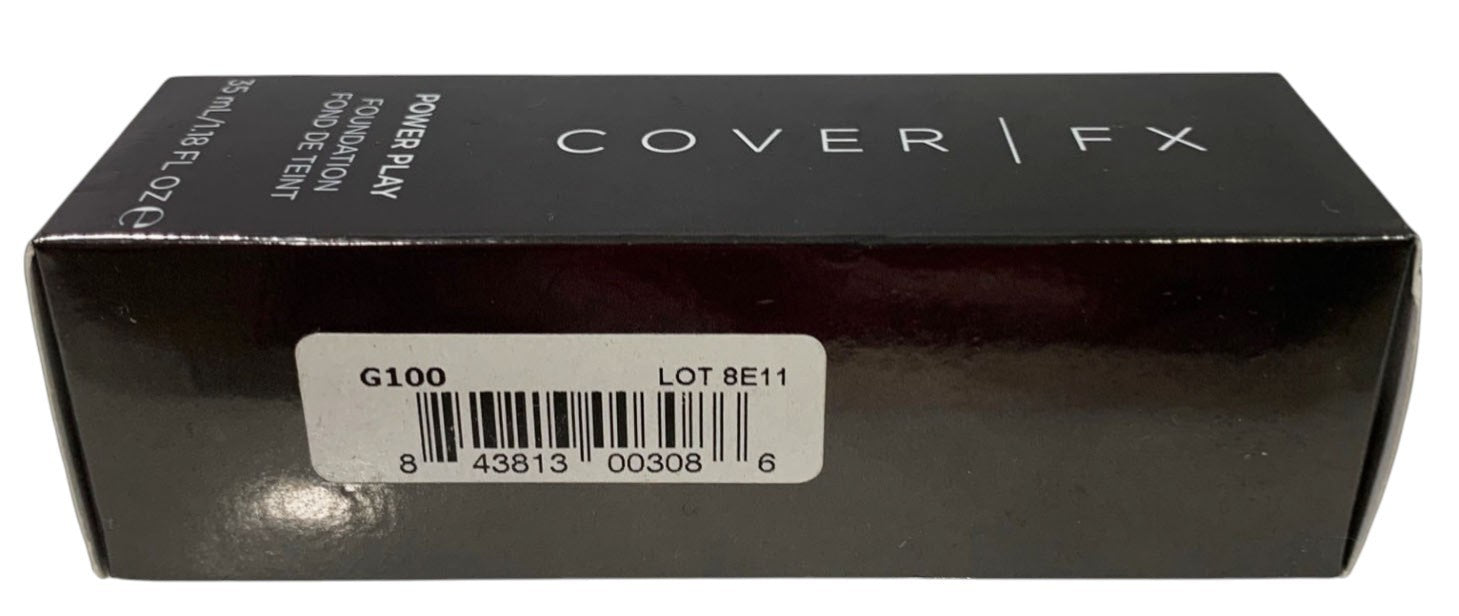 COVER | FX
POWER PLAY
FOUNDATION
FOND DE TEINT
35 mL/1.18 FL OZ ℮
G100
LOT 8E11
8 43813 00308 6